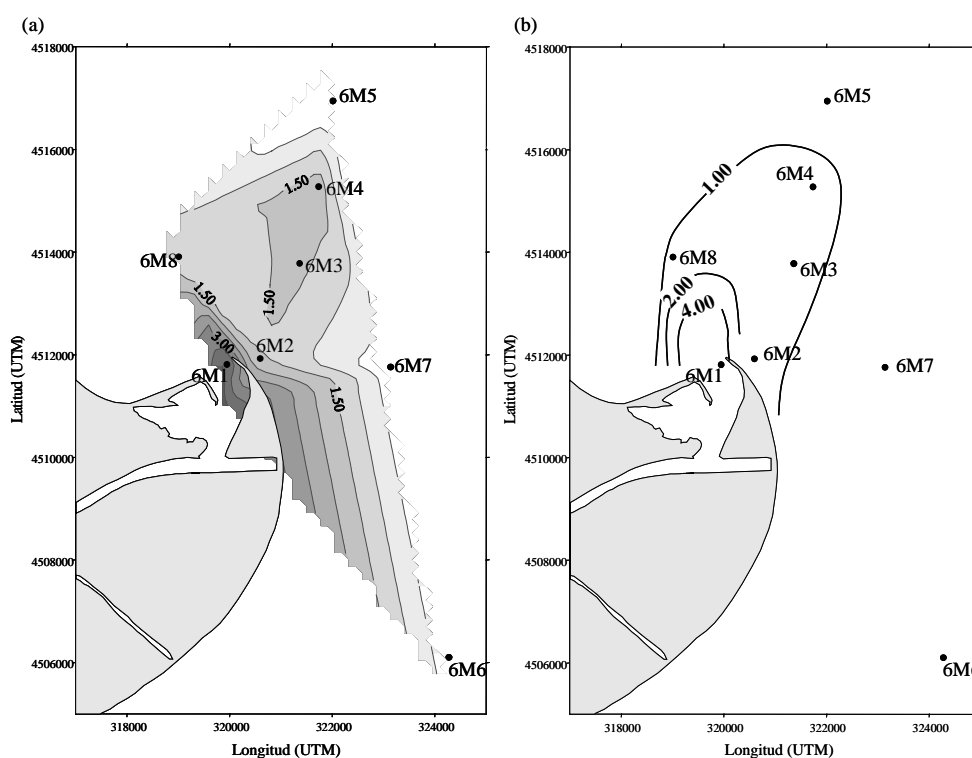 (a)
4518000
4516000
4514000
4512000
4510000
4508000
4506000
Latitud (UTM)
318000
320000
322000
324000
Longitud (UTM)
6M5
1.50
6M4
6M8
6M3
1.50
1.50
3.00
6M2
6M1
6M7
1.50
6M6
(b)
4518000
4516000
4514000
4512000
4510000
4508000
4506000
Latitud (UTM)
318000
320000
322000
324000
Longitud (UTM)
6M5
1.00
6M4
6M8
6M3
2.00
4.00
6M2
6M1
6M7
6M6